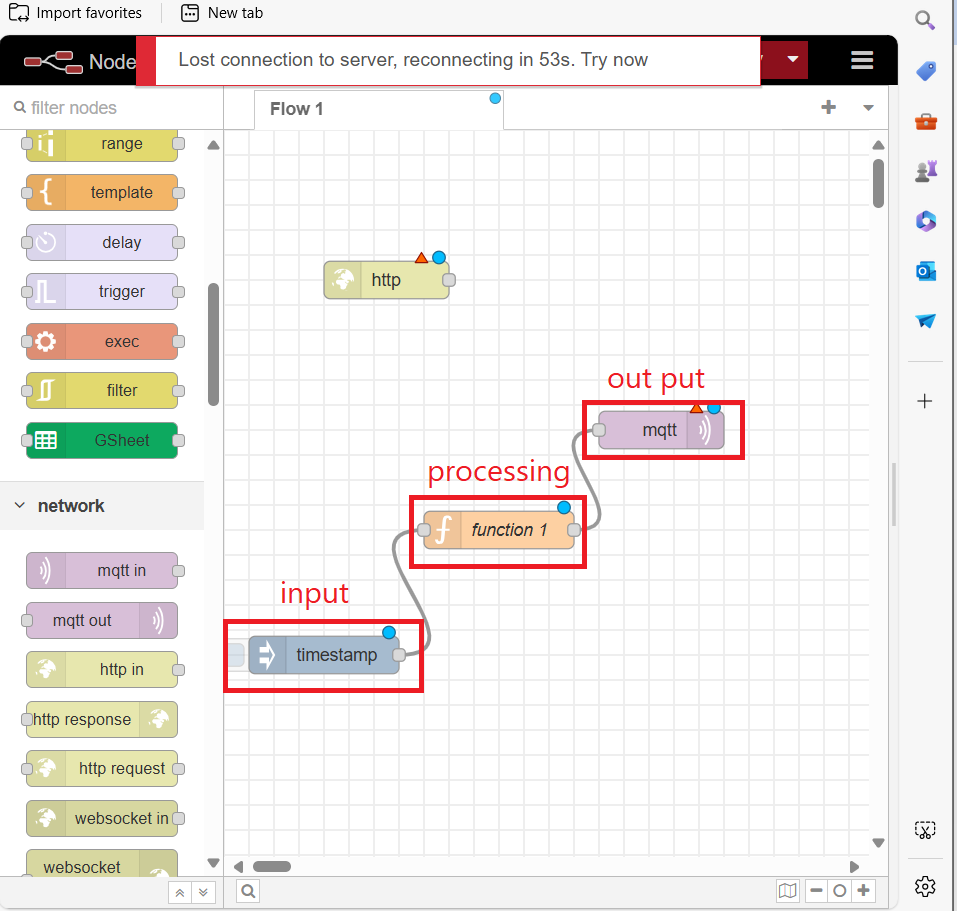 Import favorites
New tab
Node
Lost connection to server, reconnecting in 53s. Try now
filter nodes
Flow 1
range
template
delay
trigger
exec
filter
GSheet
network
mqtt in
mqtt out
http in
http response
http request
websocket in
websocket
http
out put
mqtt
processing
function 1
input
timestamp